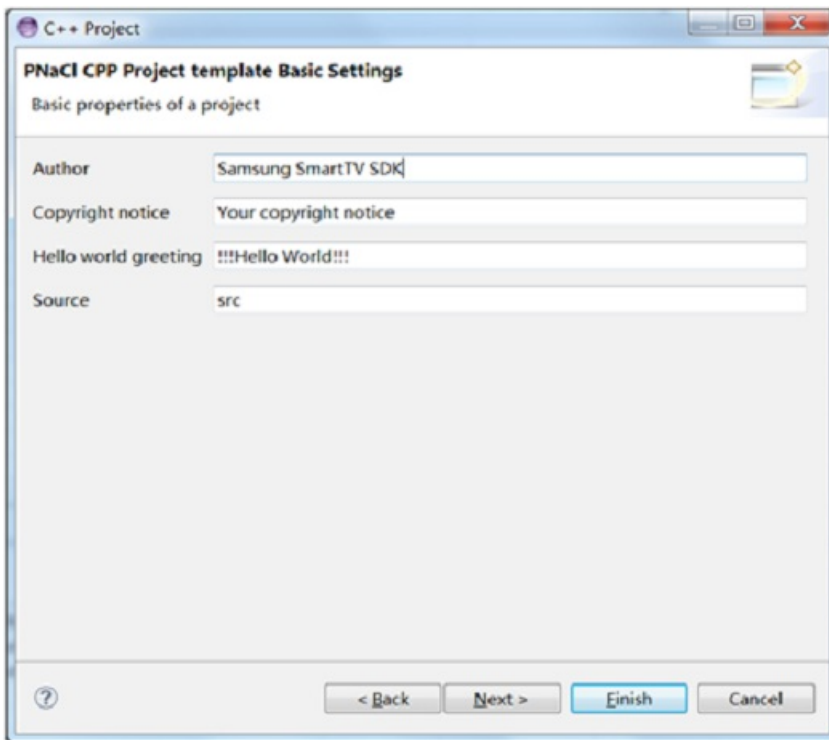 C++ Project
PNaCl CPP Project template Basic Settings
Basic properties of a project
Author Samsung SmartTV SDK
Copyright notice Your copyright notice
Hello world greeting !!!Hello World!!!
Source src
? < Back Next > Finish Cancel